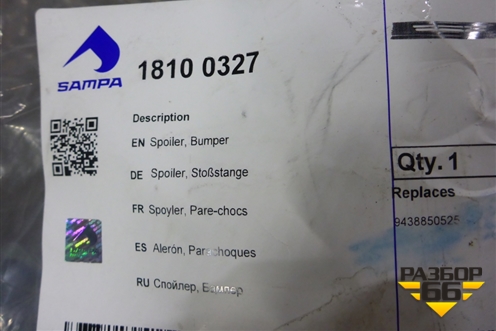 SAMPA
1810 0327
Description
EN Spoiler, Bumper
DE Spoiler, Stoßstange
FR Spoyler, Pare-chocs
ES Alerón, Parachoques
RU Спойлер, Бампер
Qty. 1
Replaces
9438850525
РАЗБОР
66